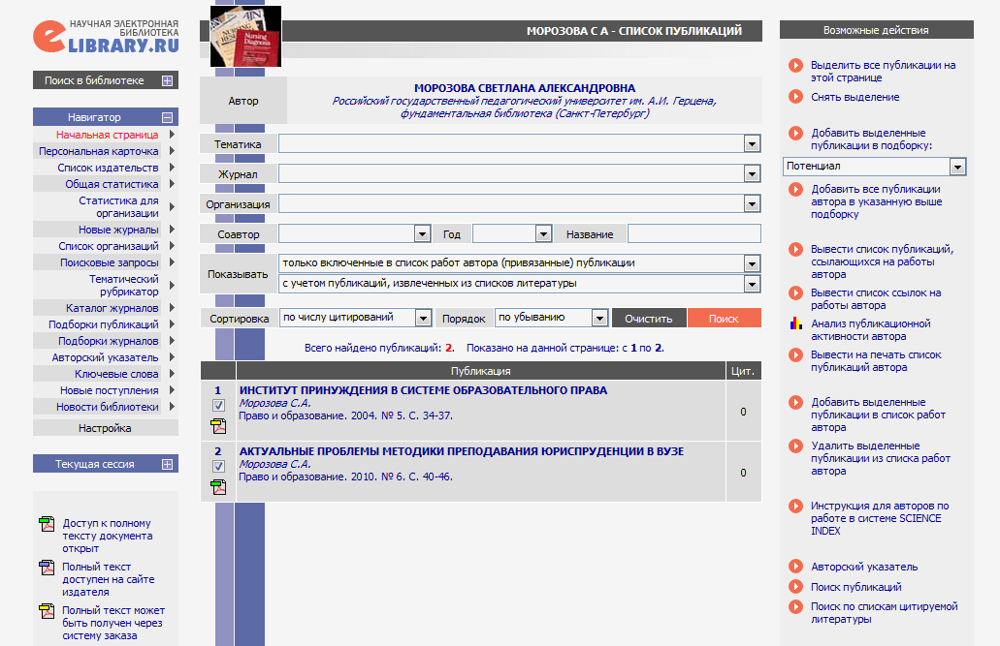 НАУЧНАЯ ЭЛЕКТРОННАЯ
БИБЛИОТЕКА
eLIBRARY.RU
Поиск в библиотеке
Навигатор
Начальная страница
Персональная карточка
Список издательств
Общая статистика
Статистика для
организации
Новые журналы
Список организаций
Поисковые запросы
Тематический
рубрикатор
Каталог журналов
Подборки публикаций
Подборки журналов
Авторский указатель
Ключевые слова
Новые поступления
Новости библиотеки
Настройка
Текущая сессия
Доступ к полному
тексту документа
открыт
Полный текст
доступен на сайте
издателя
Полный текст может
быть получен через
систему заказа
Nursing
Diagnosis
МОРОЗОВА С А - СПИСОК ПУБЛИКАЦИЙ
Автор
МОРОЗОВА СВЕТЛАНА АЛЕКСАНДРОВНА
Российский государственный педагогический университет им. А.И. Герцена,
фундаментальная библиотека (Санкт-Петербург)
Тематика
Журнал
Организация
Соавтор Год Название
Показывать
только включенные в список работ автора (привязанные) публикации
с учетом публикаций, извлеченных из списков литературы
Сортировка по числу цитирований Порядок по убыванию Очистить Поиск
Всего найдено публикаций: 2. Показано на данной странице: с 1 по 2.
Публикация Цит.
1 ИНСТИТУТ ПРИНУЖДЕНИЯ В СИСТЕМЕ ОБРАЗОВАТЕЛЬНОГО ПРАВА
Морозова С.А.
Право и образование. 2004. № 5. С. 34-37.
0
2 АКТУАЛЬНЫЕ ПРОБЛЕМЫ МЕТОДИКИ ПРЕПОДАВАНИЯ ЮРИСПРУДЕНЦИИ В ВУЗЕ
Морозова С.А.
Право и образование. 2010. № 6. С. 40-46.
0
Возможные действия
Выделить все публикации на
этой странице
Снять выделение
Добавить выделенные
публикации в подборку:
Потенциал
Добавить все публикации
автора в указанную выше
подборку
Вывести список публикаций,
ссылающихся на работы
автора
Вывести список ссылок на
работы автора
Анализ публикационной
активности автора
Вывести на печать список
публикаций автора
Добавить выделенные
публикации в список работ
автора
Удалить выделенные
публикации из списка работ
автора
Инструкция для авторов по
работе в системе SCIENCE
INDEX
Авторский указатель
Поиск публикаций
Поиск по спискам цитируемой
литературы